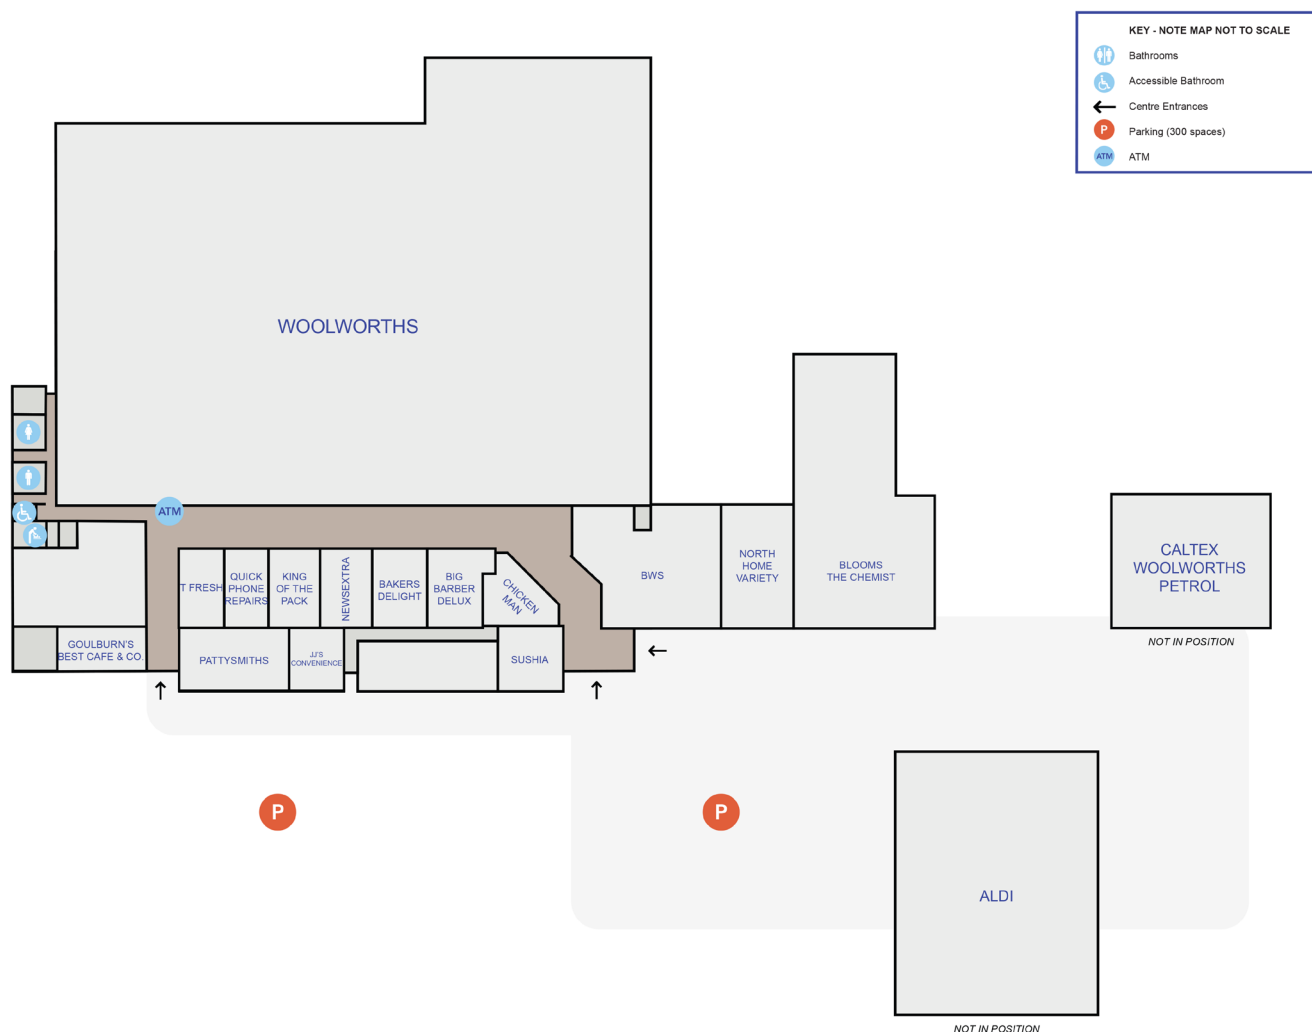 KEY - NOTE MAP NOT TO SCALE
Bathrooms
Accessible Bathroom
Centre Entrances
P
Parking (300 spaces)
ATM
ATM
WOOLWORTHS
ATM
T FRESH
QUICK
PHONE
REPAIRS
KING
OF THE
PACK
NEWSEXTRA
BAKERS
DELIGHT
BIG
BARBER
DELUX
CHICKEN
MAN
BWS
NORTH
HOME
VARIETY
BLOOMS
THE CHEMIST
CALTEX
WOOLWORTHS
PETROL
NOT IN POSITION
GOULBURN'S
BEST CAFE & CO.
PATTYSMITHS
JJ'S
CONVENIENCE
SUSHIA
P
P
ALDI
NOT IN POSITION